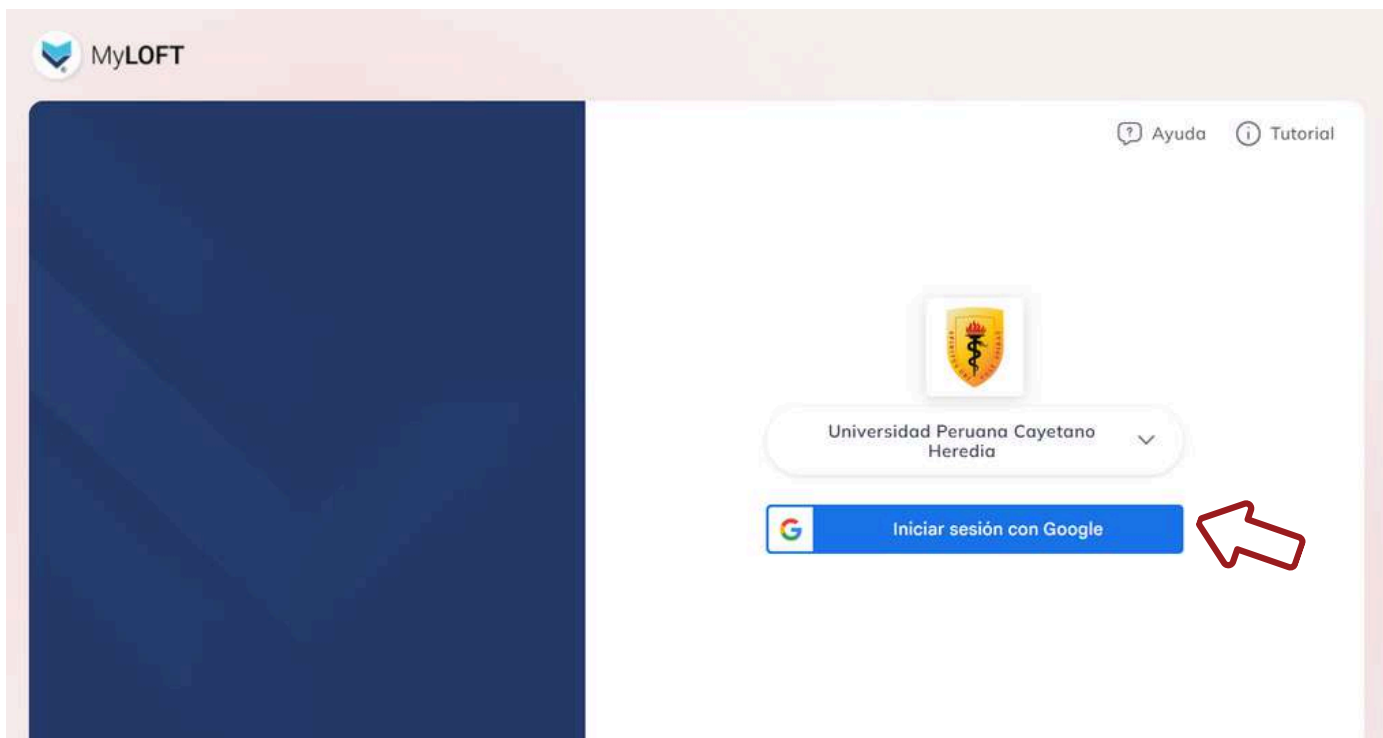 MyLOFT
Ayuda
Tutorial
Universidad Peruana Cayetano
Heredia
Iniciar sesión con Google